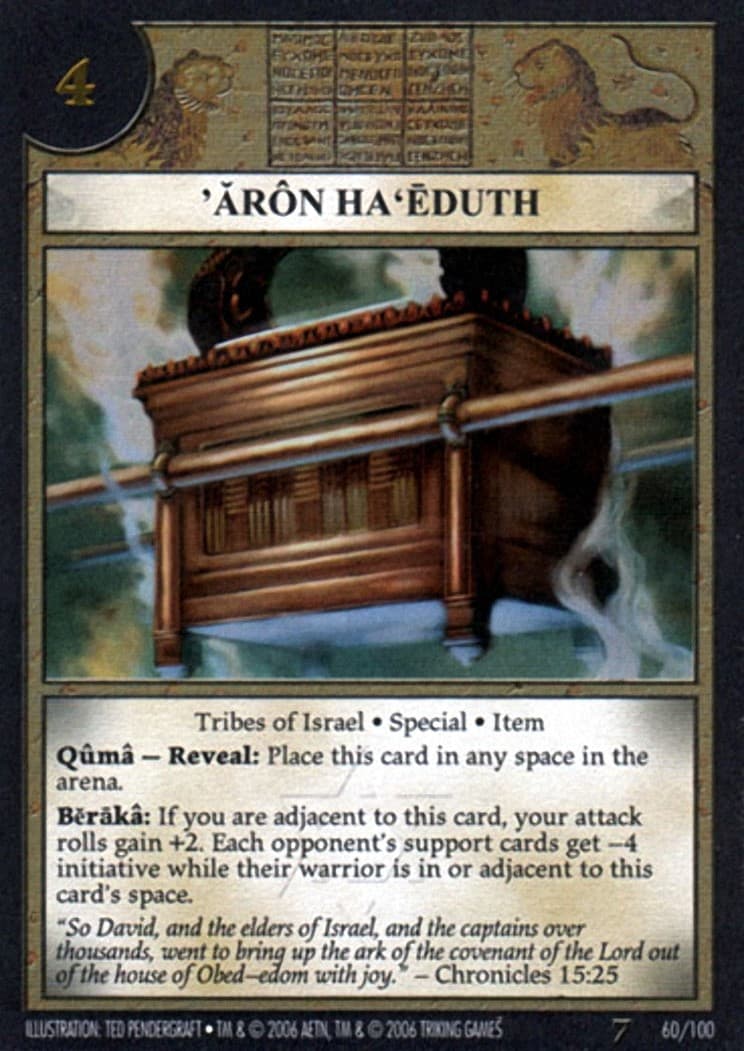 4
’ĂRÔN HA‘ĒDUTH
Tribes of Israel • Special • Item
Qûmâ – Reveal: Place this card in any space in the
arena.
Bĕrākâ: If you are adjacent to this card, your attack
rolls gain +2. Each opponent's support cards get –4
initiative while their warrior is in or adjacent to this
card's space.
“So David, and the elders of Israel, and the captains over
thousands, went to bring up the ark of the covenant of the Lord out
of the house of Obed–edom with joy.” – Chronicles 15:25
ILLUSTRATION: TED PENDERGRAFT • TM & © 2006 AETN, TM & © 2006 TRIKING GAMES 7 60/100